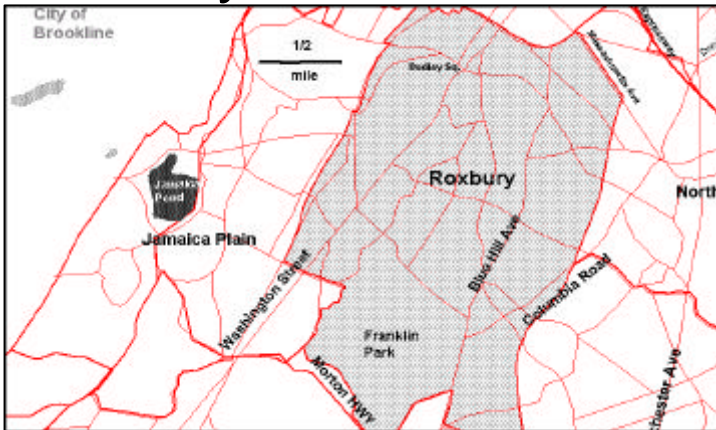 City of
Brookline
1/2
mile
Dudley Sq.
Massachusetts Ave
Jamaica
Pond
Roxbury
North
Jamaica Plain
Washington Street
Blue Hill Ave
Columbia Road
Franklin
Park
Morton HWY
chester Ave